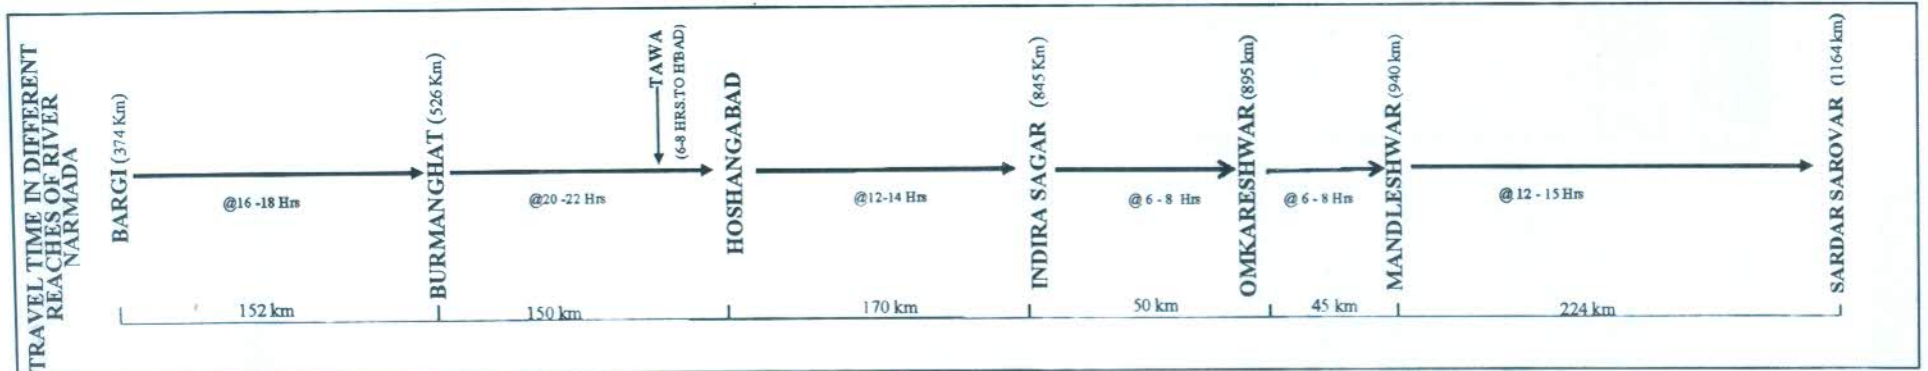 TRAVEL TIME IN DIFFERENT
REACHES OF RIVER
NARMADA
BARGI (374 Km)
@16 -18 Hrs
BURMANGHAT (526 Km)
@20 -22 Hrs
TAWA
(6-8 HRS.TO H'BAD)
HOSHANGABAD
@12-14 Hrs
INDIRA SAGAR (845 Km)
@ 6 - 8 Hrs
OMKARESHWAR (895 km)
@ 6 - 8 Hrs
MANDLESHWAR (940 km)
@ 12 - 15 Hrs
SARDAR SAROVAR (1164 km)
152 km
150 km
170 km
50 km
45 km
224 km